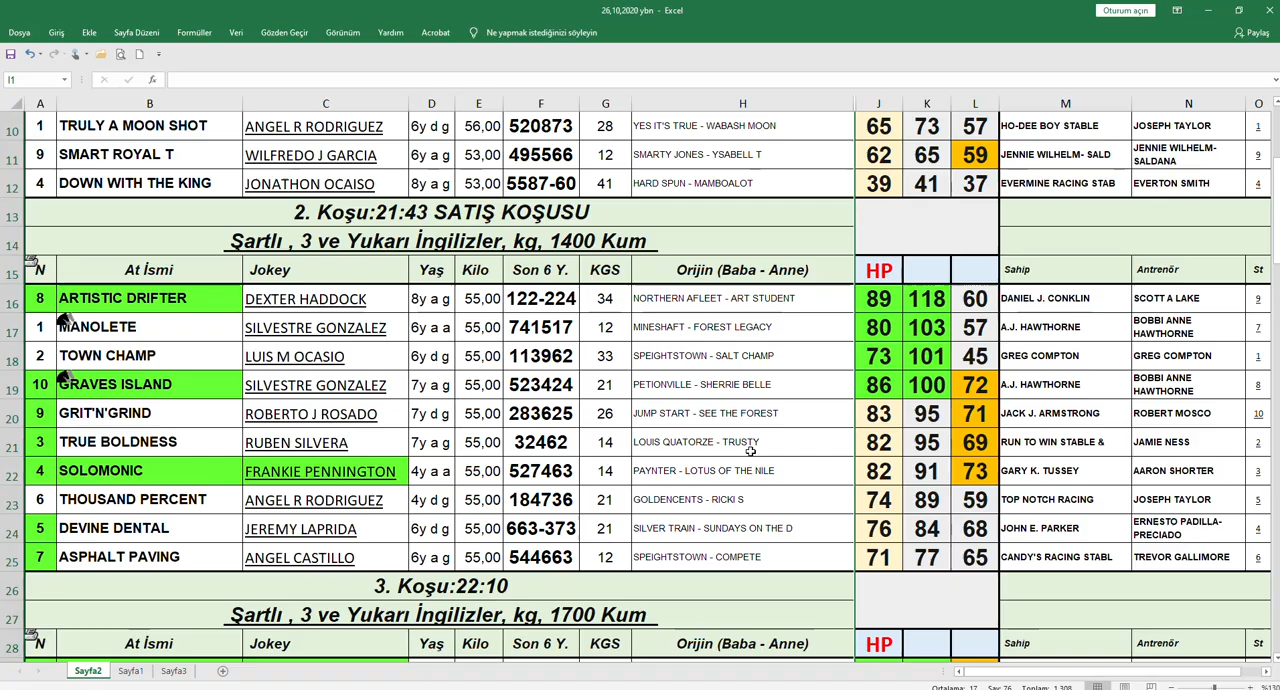 26,10,2020 ybn - Excel
Oturum açın
Dosya Giriş Ekle Sayfa Düzeni Formüller Veri Gözden Geçir Görünüm Yardım Acrobat Ne yapmak istediğinizi söyleyin Paylaş
I1 fx
A B C D E F G H J K L M N O
10 1 TRULY A MOON SHOT ANGEL R RODRIGUEZ 6y d g 56,00 520873 28 YES IT'S TRUE - WABASH MOON 65 73 57 HO-DEE BOY STABLE JOSEPH TAYLOR 1
11 9 SMART ROYAL T WILFREDO J GARCIA 6y a g 53,00 495566 12 SMARTY JONES - YSABELL T 62 65 59 JENNIE WILHELM- SALD JENNIE WILHELM-SALDANA 9
12 4 DOWN WITH THE KING JONATHON OCAISO 8y a g 53,00 5587-60 41 HARD SPUN - MAMBOALOT 39 41 37 EVERMINE RACING STAB EVERTON SMITH 4
13 2. Koşu:21:43 SATIŞ KOŞUSU
14 Şartlı , 3 ve Yukarı İngilizler, kg, 1400 Kum
15 N At İsmi Jokey Yaş Kilo Son 6 Y. KGS Orijin (Baba - Anne) HP Sahip Antrenör St
16 8 ARTISTIC DRIFTER DEXTER HADDOCK 8y a g 55,00 122-224 34 NORTHERN AFLEET - ART STUDENT 89 118 60 DANIEL J. CONKLIN SCOTT A LAKE 9
17 1 MANOLETE SILVESTRE GONZALEZ 6y a a 55,00 741517 12 MINESHAFT - FOREST LEGACY 80 103 57 A.J. HAWTHORNE BOBBI ANNE HAWTHORNE 7
18 2 TOWN CHAMP LUIS M OCASIO 6y d g 55,00 113962 33 SPEIGHTSTOWN - SALT CHAMP 73 101 45 GREG COMPTON GREG COMPTON 1
19 10 GRAVES ISLAND SILVESTRE GONZALEZ 7y a g 55,00 523424 21 PETIONVILLE - SHERRIE BELLE 86 100 72 A.J. HAWTHORNE BOBBI ANNE HAWTHORNE 8
20 9 GRIT'N'GRIND ROBERTO J ROSADO 7y d g 55,00 283625 26 JUMP START - SEE THE FOREST 83 95 71 JACK J. ARMSTRONG ROBERT MOSCO 10
21 3 TRUE BOLDNESS RUBEN SILVERA 7y a g 55,00 32462 14 LOUIS QUATORZE - TRUSTY 82 95 69 RUN TO WIN STABLE & JAMIE NESS 2
22 4 SOLOMONIC FRANKIE PENNINGTON 4y a a 55,00 527463 14 PAYNTER - LOTUS OF THE NILE 82 91 73 GARY K. TUSSEY AARON SHORTER 3
23 6 THOUSAND PERCENT ANGEL R RODRIGUEZ 4y d g 55,00 184736 21 GOLDENCENTS - RICKI S 74 89 59 TOP NOTCH RACING JOSEPH TAYLOR 5
24 5 DEVINE DENTAL JEREMY LAPRIDA 6y d g 55,00 663-373 21 SILVER TRAIN - SUNDAYS ON THE D 76 84 68 JOHN E. PARKER ERNESTO PADILLA-PRECIADO 4
25 7 ASPHALT PAVING ANGEL CASTILLO 6y a g 55,00 544663 12 SPEIGHTSTOWN - COMPETE 71 77 65 CANDY'S RACING STABL TREVOR GALLIMORE 6
26 3. Koşu:22:10
27 Şartlı , 3 ve Yukarı İngilizler, kg, 1700 Kum
28 N At İsmi Jokey Yaş Kilo Son 6 Y. KGS Orijin (Baba - Anne) HP Sahip Antrenör St
Sayfa2 Sayfa1 Sayfa3
Ortalama: 17 Say: 76 Toplam: 1.308 %130